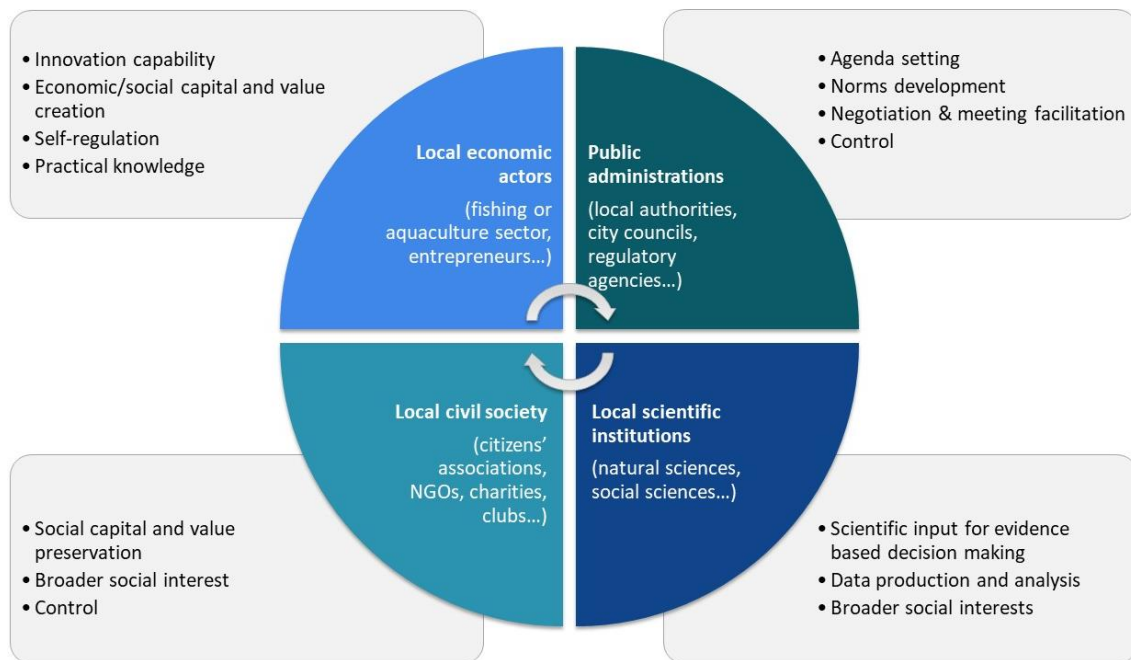 • Innovation capability
• Economic/social capital and value
creation
• Self-regulation
• Practical knowledge
• Agenda setting
• Norms development
• Negotiation & meeting facilitation
• Control
Local economic
actors
(fishing or
aquaculture sector,
entrepreneurs...)
Public
administrations
(local authorities,
city councils,
regulatory
agencies...)
Local civil society
(citizens’
associations,
NGOs, charities,
clubs...)
Local scientific
institutions
(natural sciences,
social sciences...)
• Social capital and value
preservation
• Broader social interest
• Control
• Scientific input for evidence
based decision making
• Data production and analysis
• Broader social interests